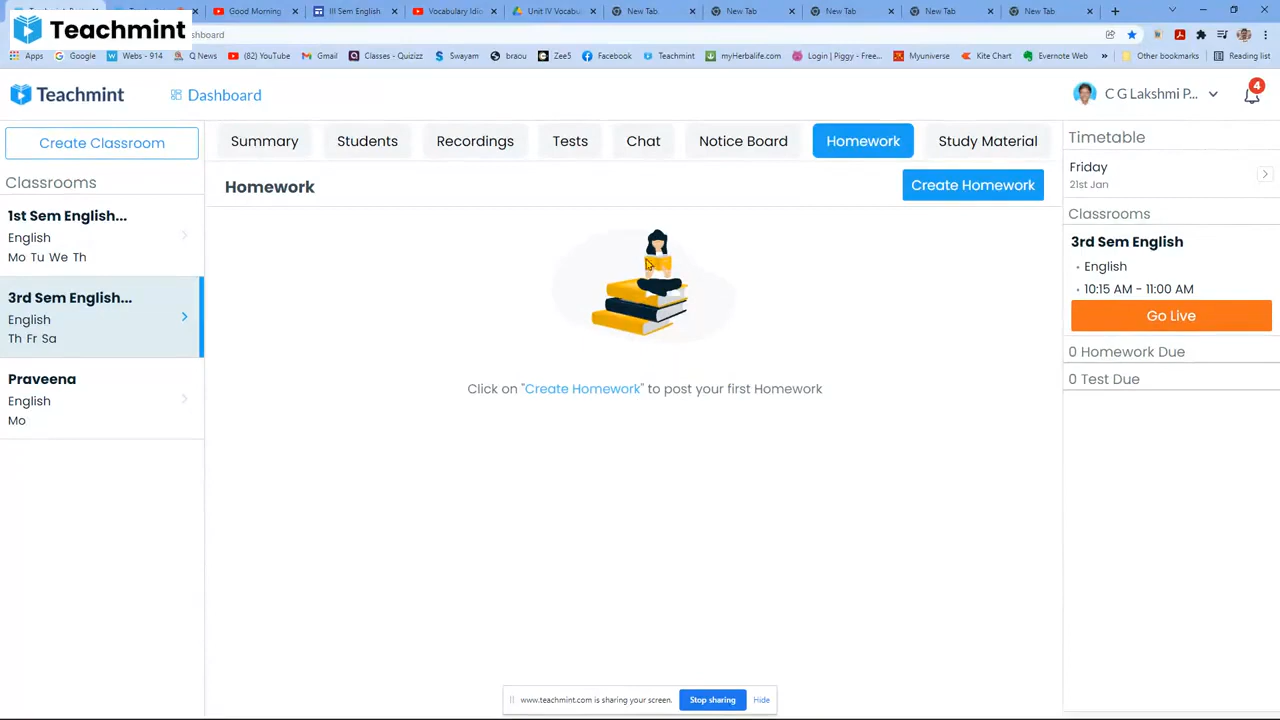 Teachmint
Good Morning
III Sem English
Vocabulary Idio
Unit IV Vocabu
New Tab
New Tab
New Tab
New Tab
New Tab
shboard
Apps
Google
Webs - 914
Q News
(82) YouTube
Gmail
Classes - Quizizz
Swayam
braou
Zee5
Facebook
Teachmint
myHerbalife.com
Login | Piggy - Free...
Myuniverse
Kite Chart
Evernote Web
»
Other bookmarks
Reading list
Teachmint
Dashboard
C G Lakshmi P...
4
Create Classroom
Summary
Students
Recordings
Tests
Chat
Notice Board
Homework
Study Material
Timetable
Classrooms
Homework
Create Homework
Friday
21st Jan
1st Sem English...
English
Mo Tu We Th
3rd Sem English...
English
Th Fr Sa
Praveena
English
Mo
Click on "Create Homework" to post your first Homework
Classrooms
3rd Sem English
• English
• 10:15 AM - 11:00 AM
Go Live
0 Homework Due
0 Test Due
www.teachmint.com is sharing your screen.
Stop sharing
Hide